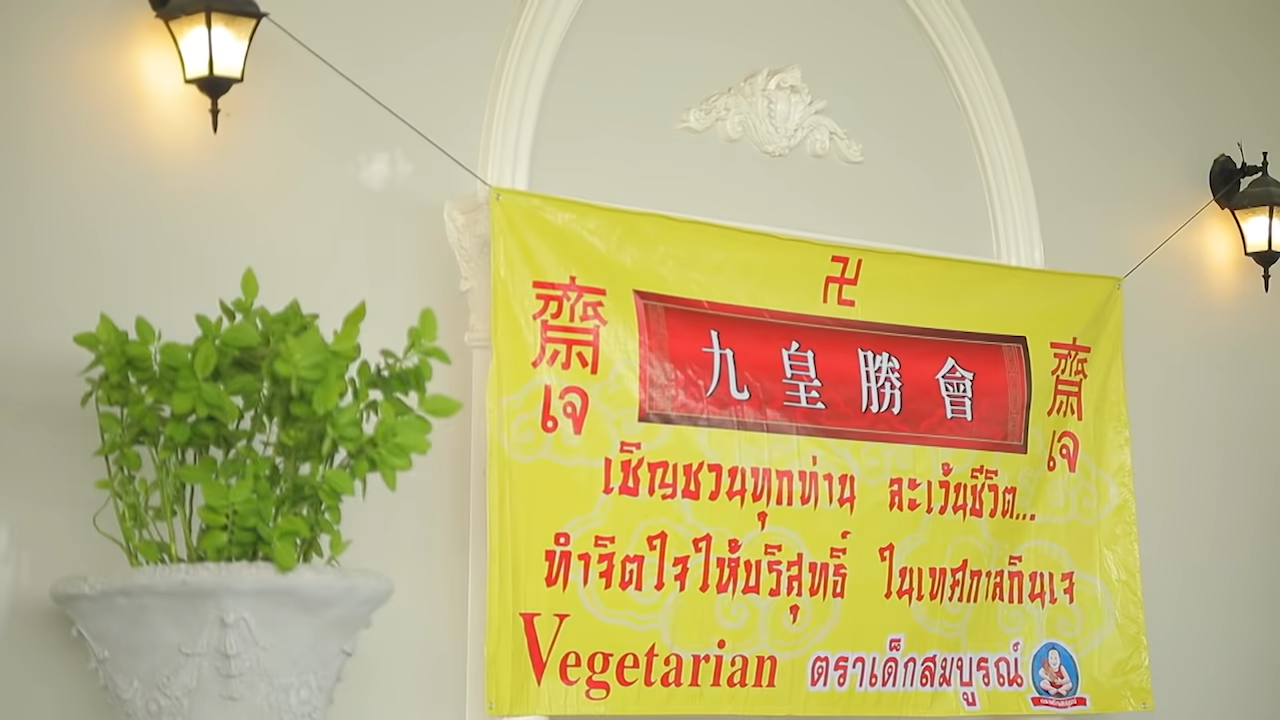 卍
齋 九皇勝會 齋
เจ เจ
เชิญชวนทุกท่าน ละเว้นชีวิต...
ทำจิตใจให้บริสุทธิ์ ในเทศกาลกินเจ
Vegetarian ตราเด็กสมบูรณ์